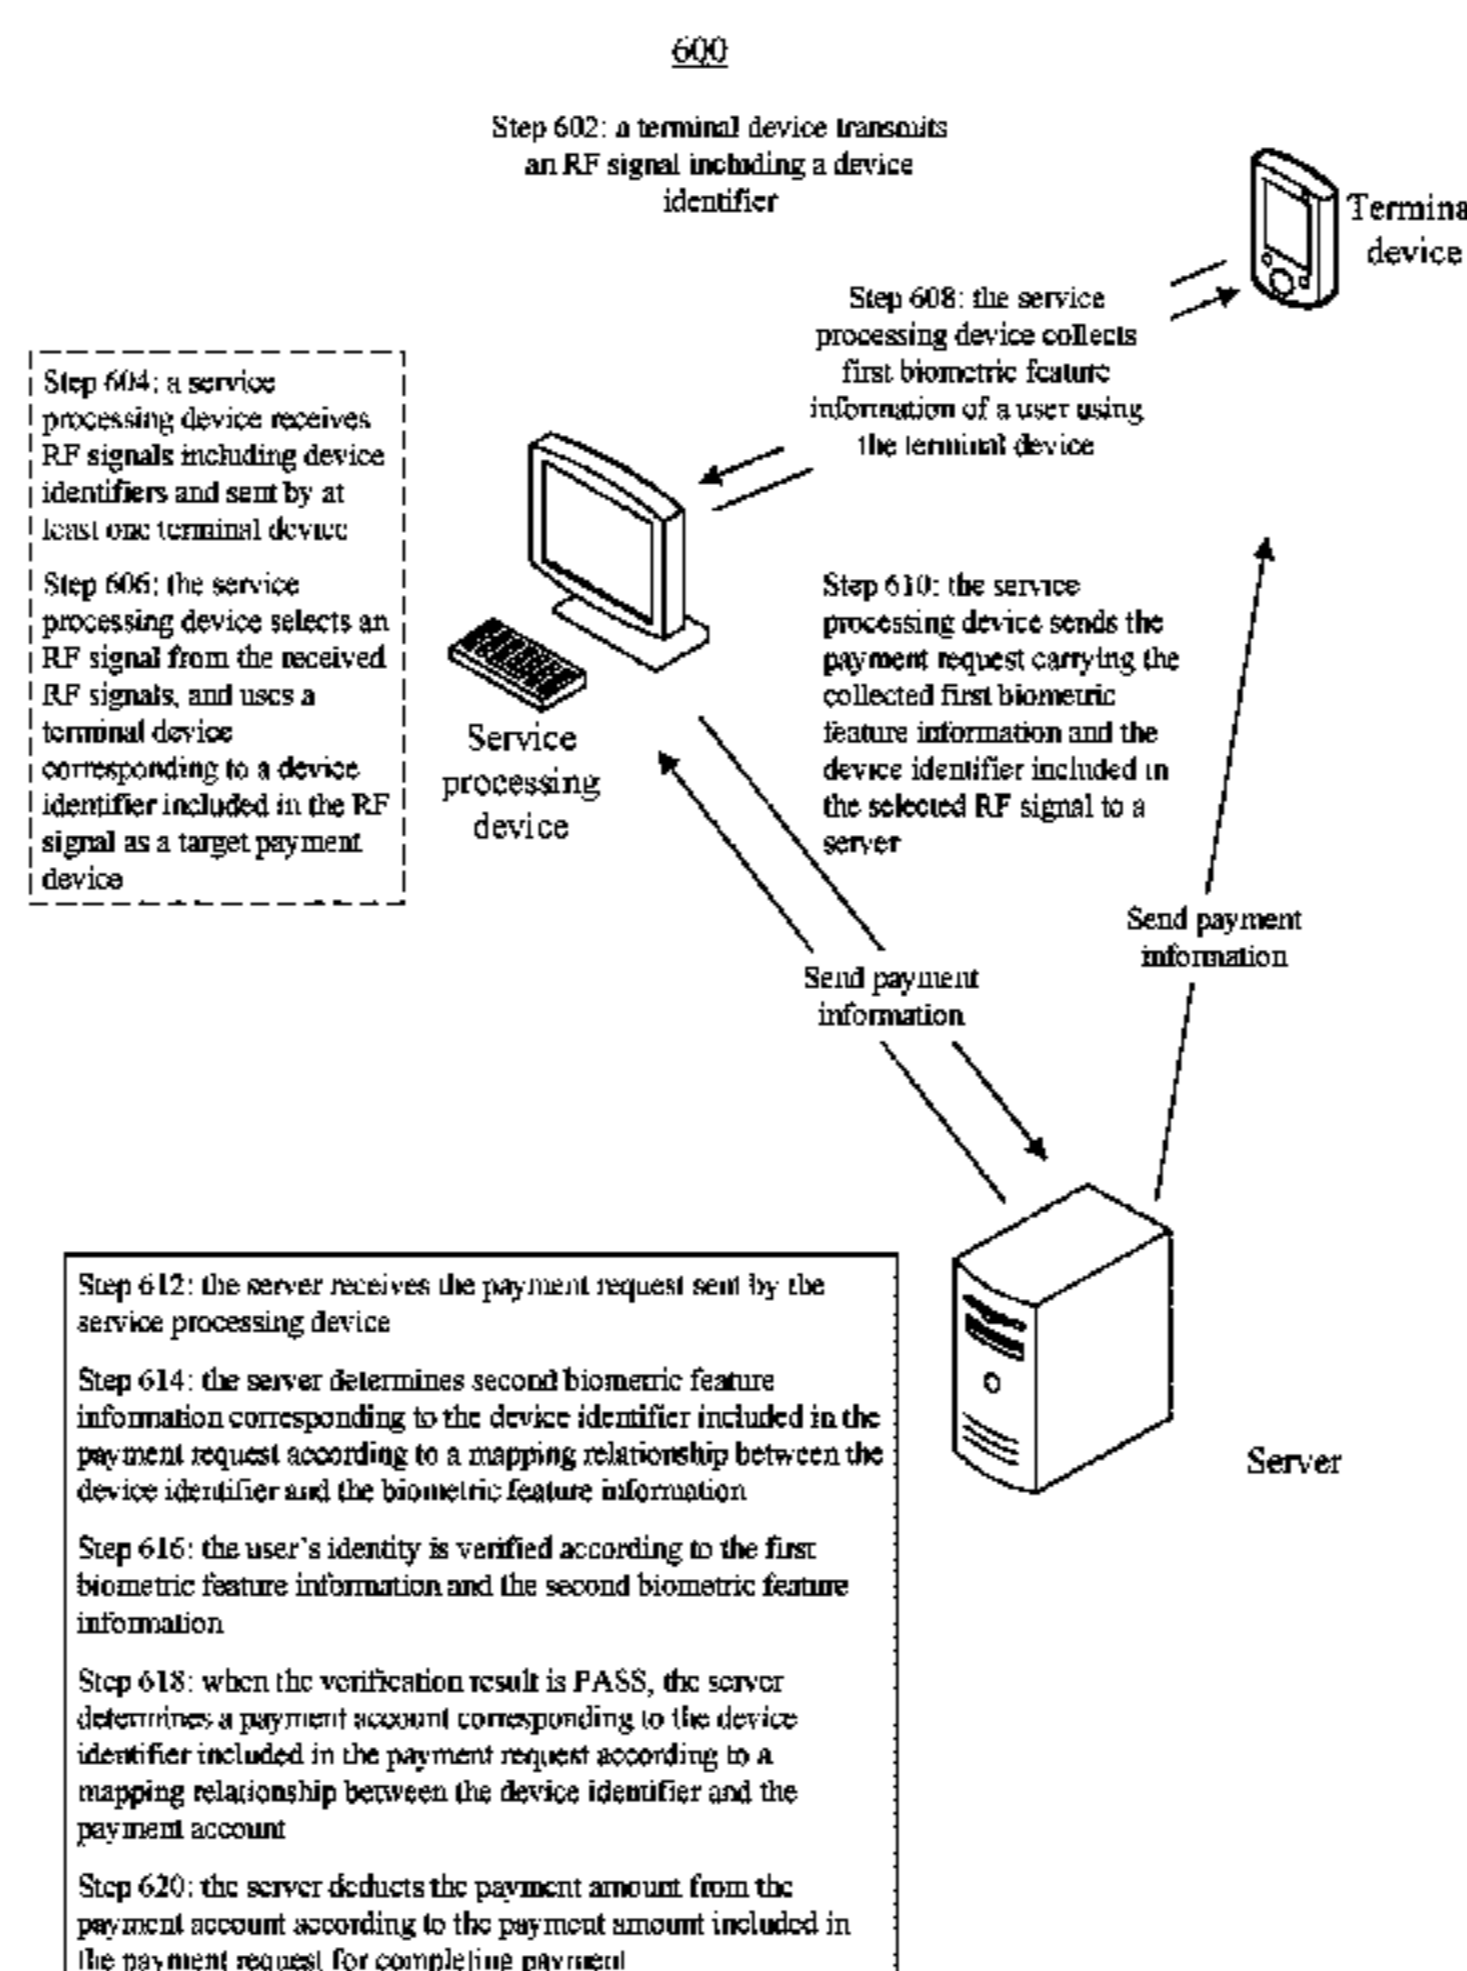 600
Step 602: a terminal device transmits
an RF signal including a device
identifier
Termina
device
Step 608: the service
processing device collects
first biometric feature
information of a user using
the terminal device
Step 604: a service
processing device receives
RF signals including device
identifiers and sent by at
least one terminal device
Step 606: the service
processing device selects an
RF signal from the received
RF signals, and uses a
terminal device
corresponding to a device
identifier included in the RF
signal as a target payment
device
Service
processing
device
Step 610: the service
processing device sends the
payment request carrying the
collected first biometric
feature information and the
device identifier included in
the selected RF signal to a
server
Send payment
information
Send payment
information
Server
Step 612: the server receives the payment request sent by the
service processing device
Step 614: the server determines second biometric feature
information corresponding to the device identifier included in the
payment request according to a mapping relationship between the
device identifier and the biometric feature information
Step 616: the user's identity is verified according to the first
biometric feature information and the second biometric feature
information
Step 618: when the verification result is PASS, the server
determines a payment account corresponding to the device
identifier included in the payment request according to a
mapping relationship between the device identifier and the
payment account
Step 620: the server deducts the payment amount from the
payment account according to the payment amount included in
the payment request for completing payment